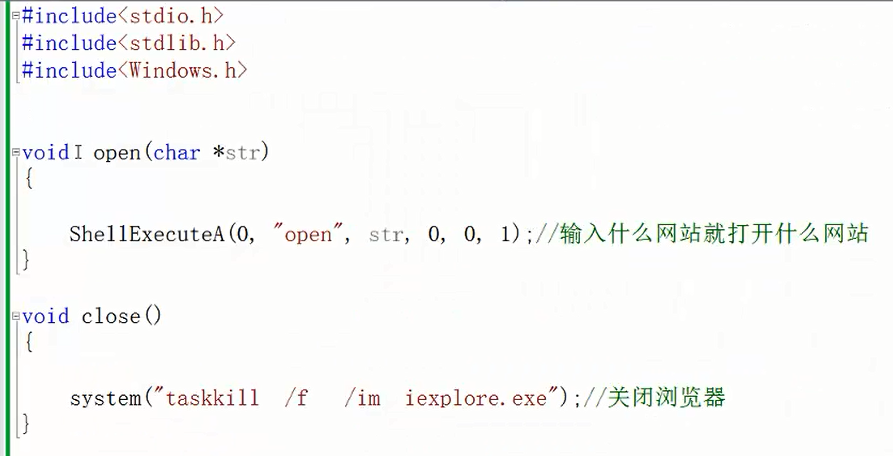 #include<stdio.h>
#include<stdlib.h>
#include<Windows.h>
void open(char *str)
{
ShellExecuteA(0, "open", str, 0, 0, 1);//输入什么网站就打开什么网站
}
void close()
{
system("taskkill  /f   /im  iexplore.exe");//关闭浏览器
}